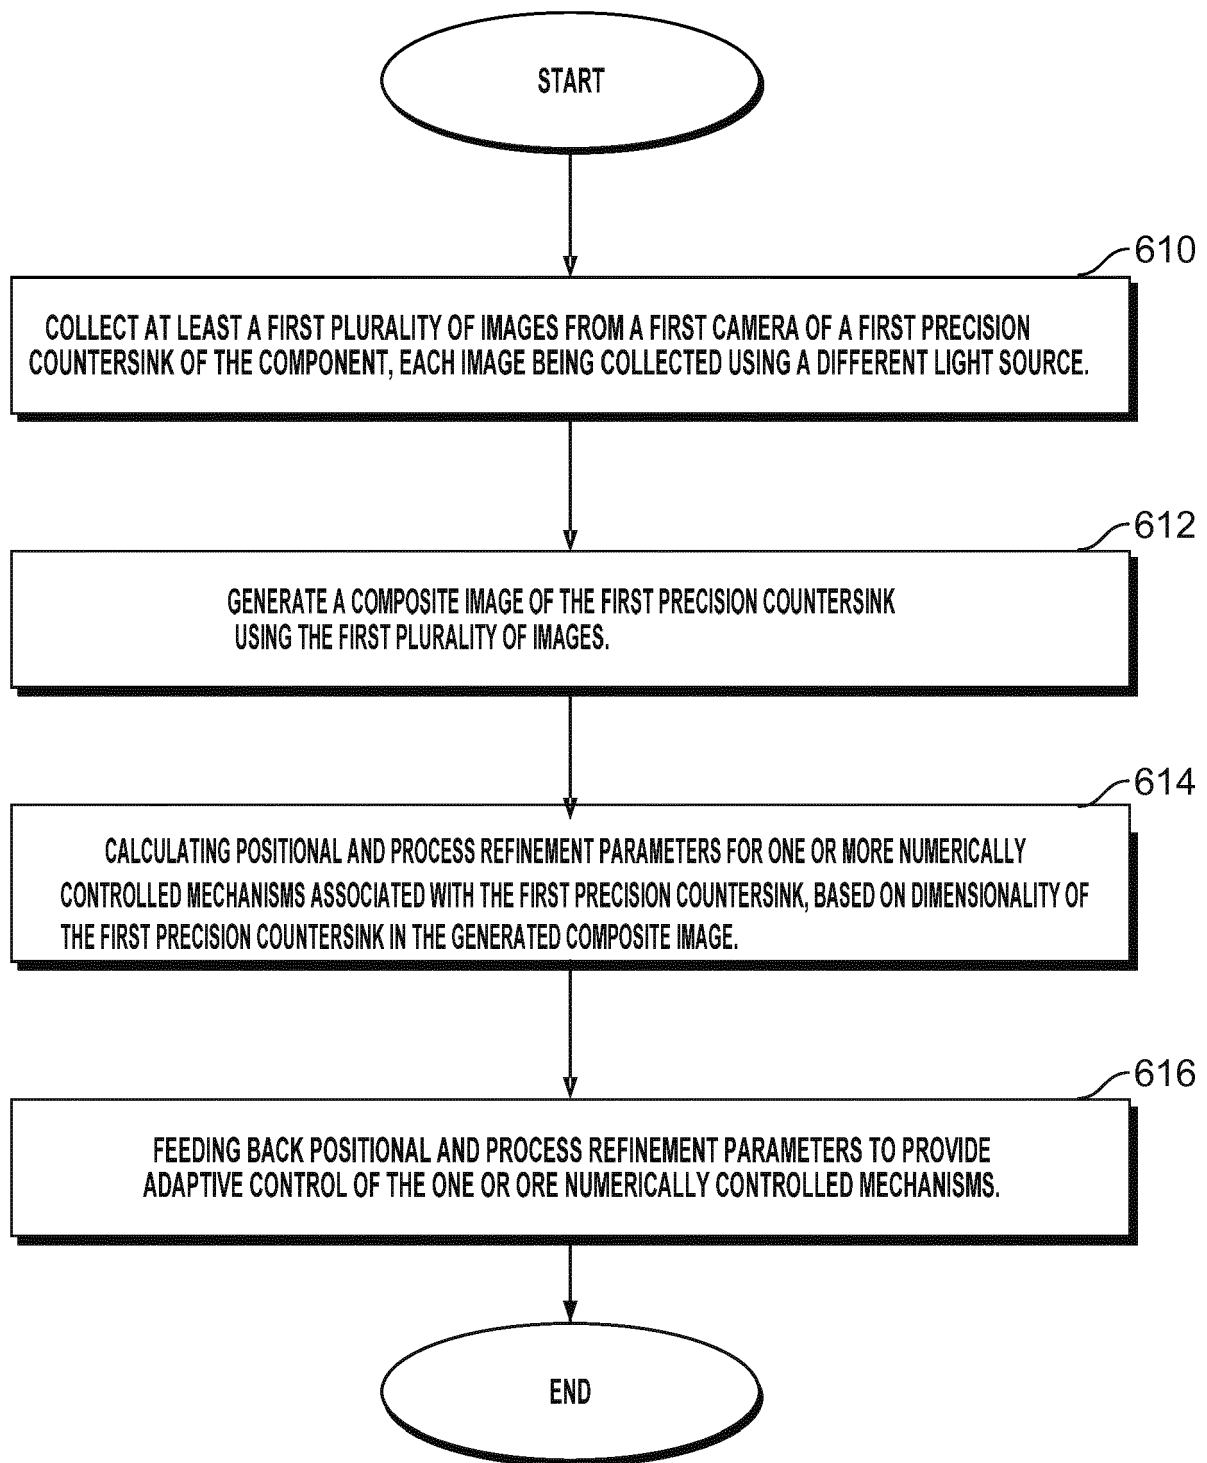 START
610
COLLECT AT LEAST A FIRST PLURALITY OF IMAGES FROM A FIRST CAMERA OF A FIRST PRECISION
COUNTERSINK OF THE COMPONENT, EACH IMAGE BEING COLLECTED USING A DIFFERENT LIGHT SOURCE.
612
GENERATE A COMPOSITE IMAGE OF THE FIRST PRECISION COUNTERSINK
USING THE FIRST PLURALITY OF IMAGES.
614
CALCULATING POSITIONAL AND PROCESS REFINEMENT PARAMETERS FOR ONE OR MORE NUMERICALLY
CONTROLLED MECHANISMS ASSOCIATED WITH THE FIRST PRECISION COUNTERSINK, BASED ON DIMENSIONALITY OF
THE FIRST PRECISION COUNTERSINK IN THE GENERATED COMPOSITE IMAGE.
616
FEEDING BACK POSITIONAL AND PROCESS REFINEMENT PARAMETERS TO PROVIDE
ADAPTIVE CONTROL OF THE ONE OR ORE NUMERICALLY CONTROLLED MECHANISMS.
END